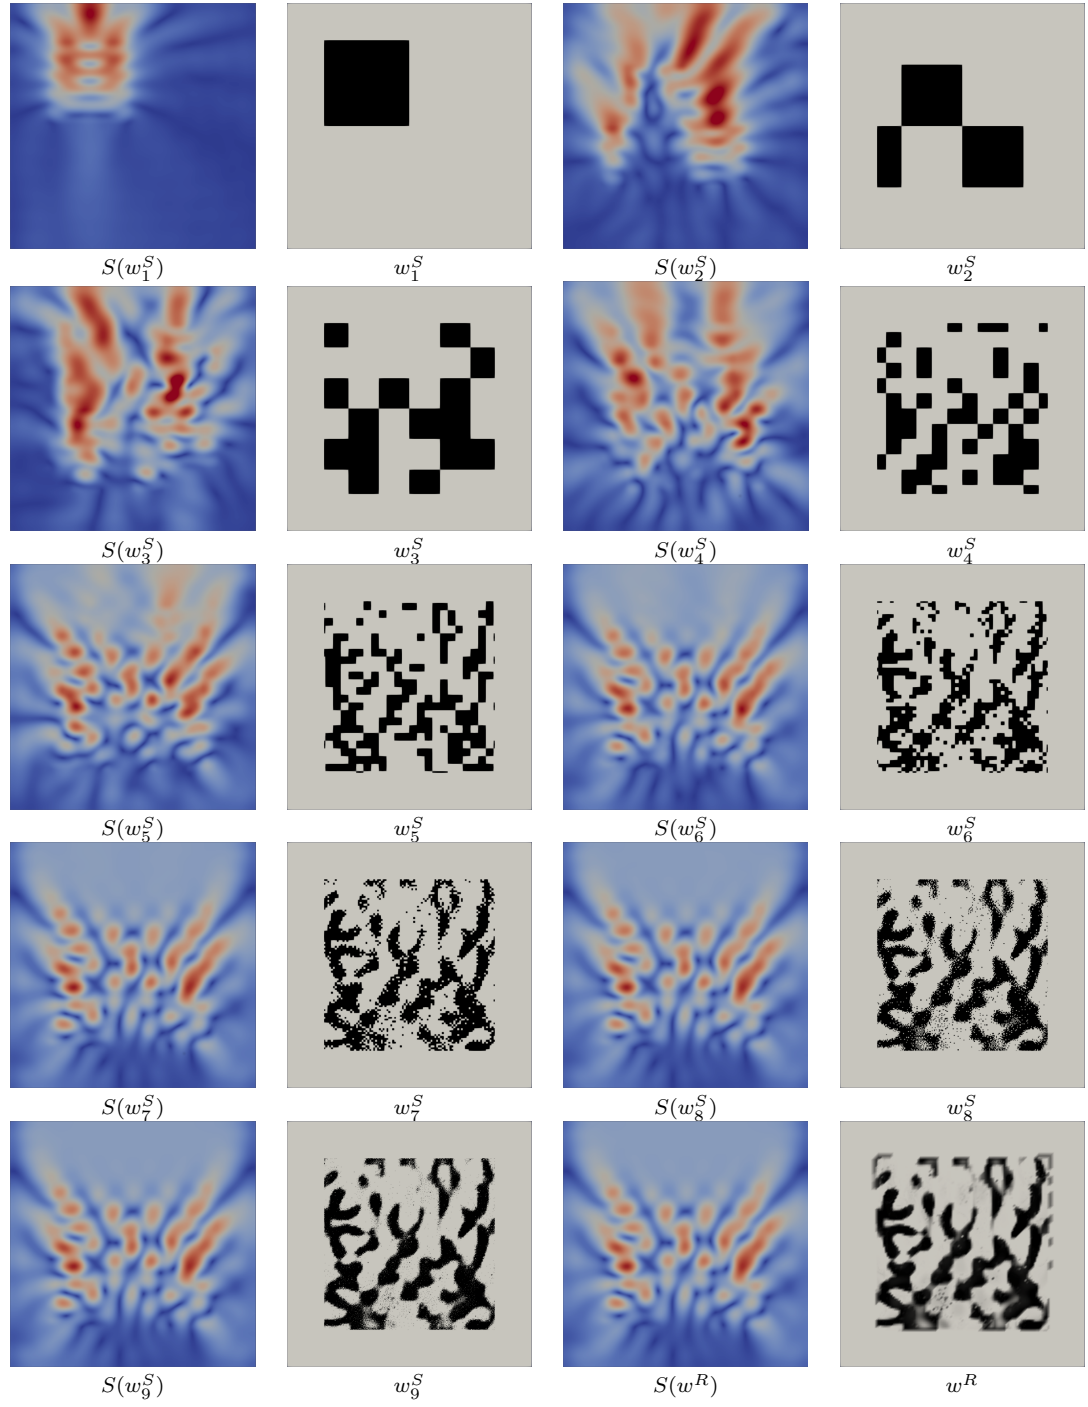 S(w_1^S) w_1^S S(w_2^S) w_2^S
S(w_3^S) w_3^S S(w_4^S) w_4^S
S(w_5^S) w_5^S S(w_6^S) w_6^S
S(w_7^S) w_7^S S(w_8^S) w_8^S
S(w_9^S) w_9^S S(w^R) w^R